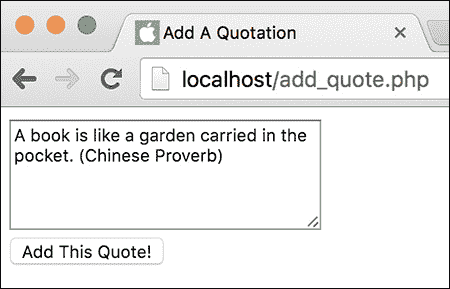 Add A Quotation
localhost/add_quote.php
A book is like a garden carried in the
pocket. (Chinese Proverb)
Add This Quote!